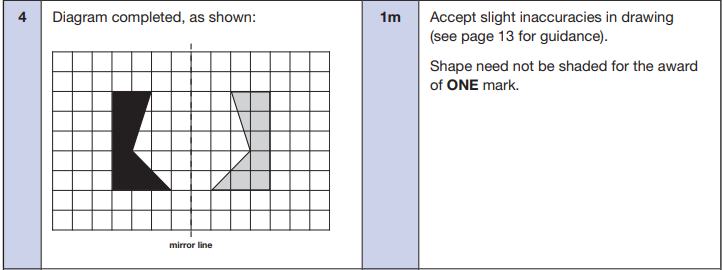 4
Diagram completed, as shown:
mirror line
1m
Accept slight inaccuracies in drawing
(see page 13 for guidance).
Shape need not be shaded for the award
of ONE mark.